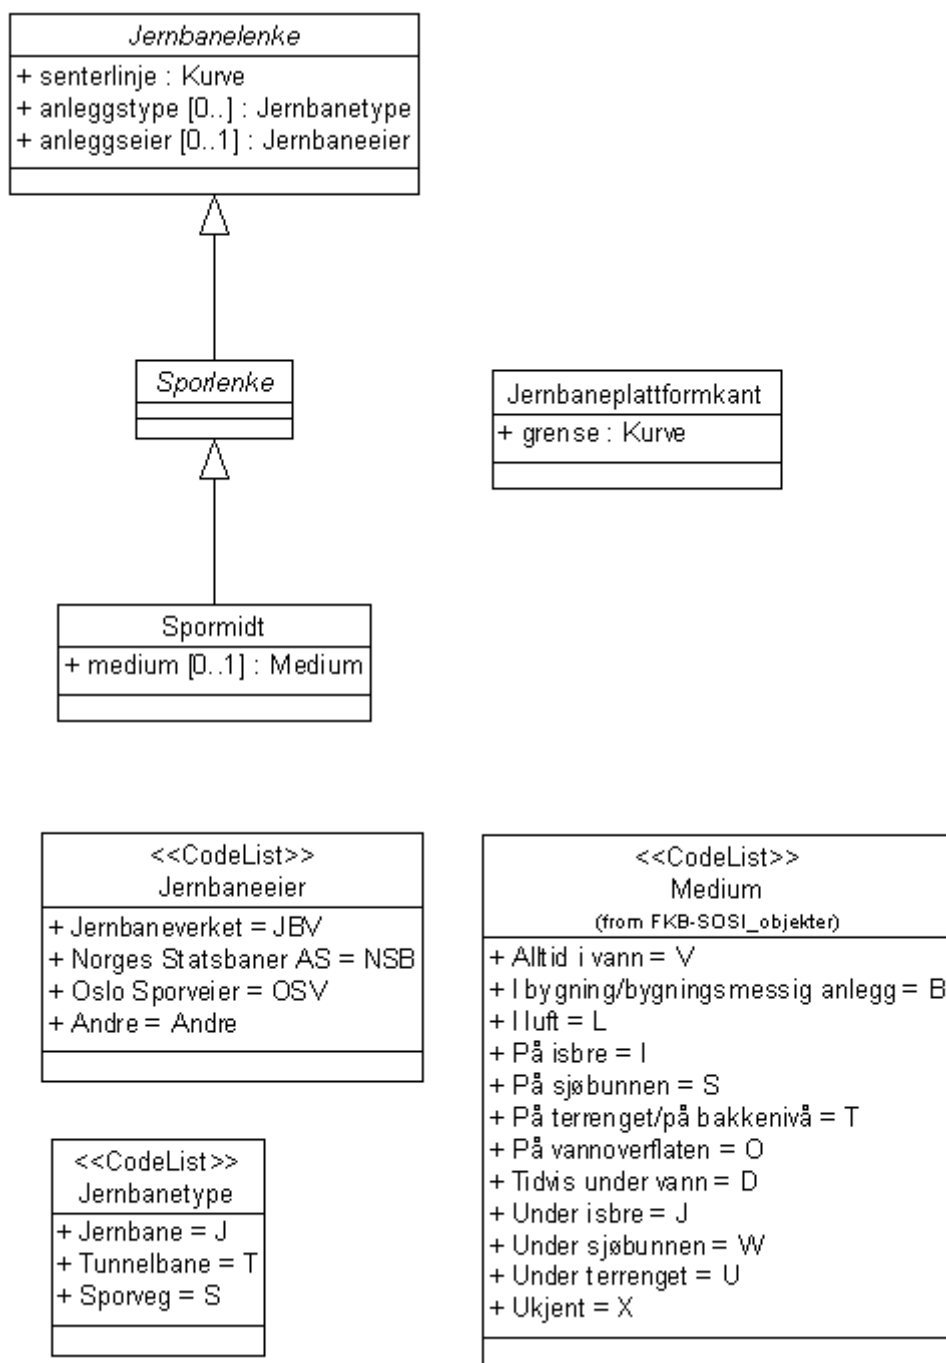 Jernbanelenke
+ senterlinje : Kurve
+ anleggstype [0..] : Jernbanetype
+ anleggseier [0..1] : Jernbaneeier
Sporlenke
Jernbaneplattformkant
+ grense : Kurve
Spormidt
+ medium [0..1] : Medium
<<CodeList>>
Jernbaneeier
+ Jernbaneverket = JBV
+ Norges Statsbaner AS = NSB
+ Oslo Sporveier = OSV
+ Andre = Andre
<<CodeList>>
Medium
(from FKB-SOSI_objekter)
+ Alltid i vann = V
+ I bygning/bygningsmessig anlegg = B
+ I luft = L
+ På isbre = I
+ På sjøbunnen = S
+ På terrenget/på bakkenivå = T
+ På vannoverflaten = O
+ Tidvis under vann = D
+ Under isbre = J
+ Under sjøbunnen = W
+ Under terrenget = U
+ Ukjent = X
<<CodeList>>
Jernbanetype
+ Jernbane = J
+ Tunnelbane = T
+ Sporveg = S